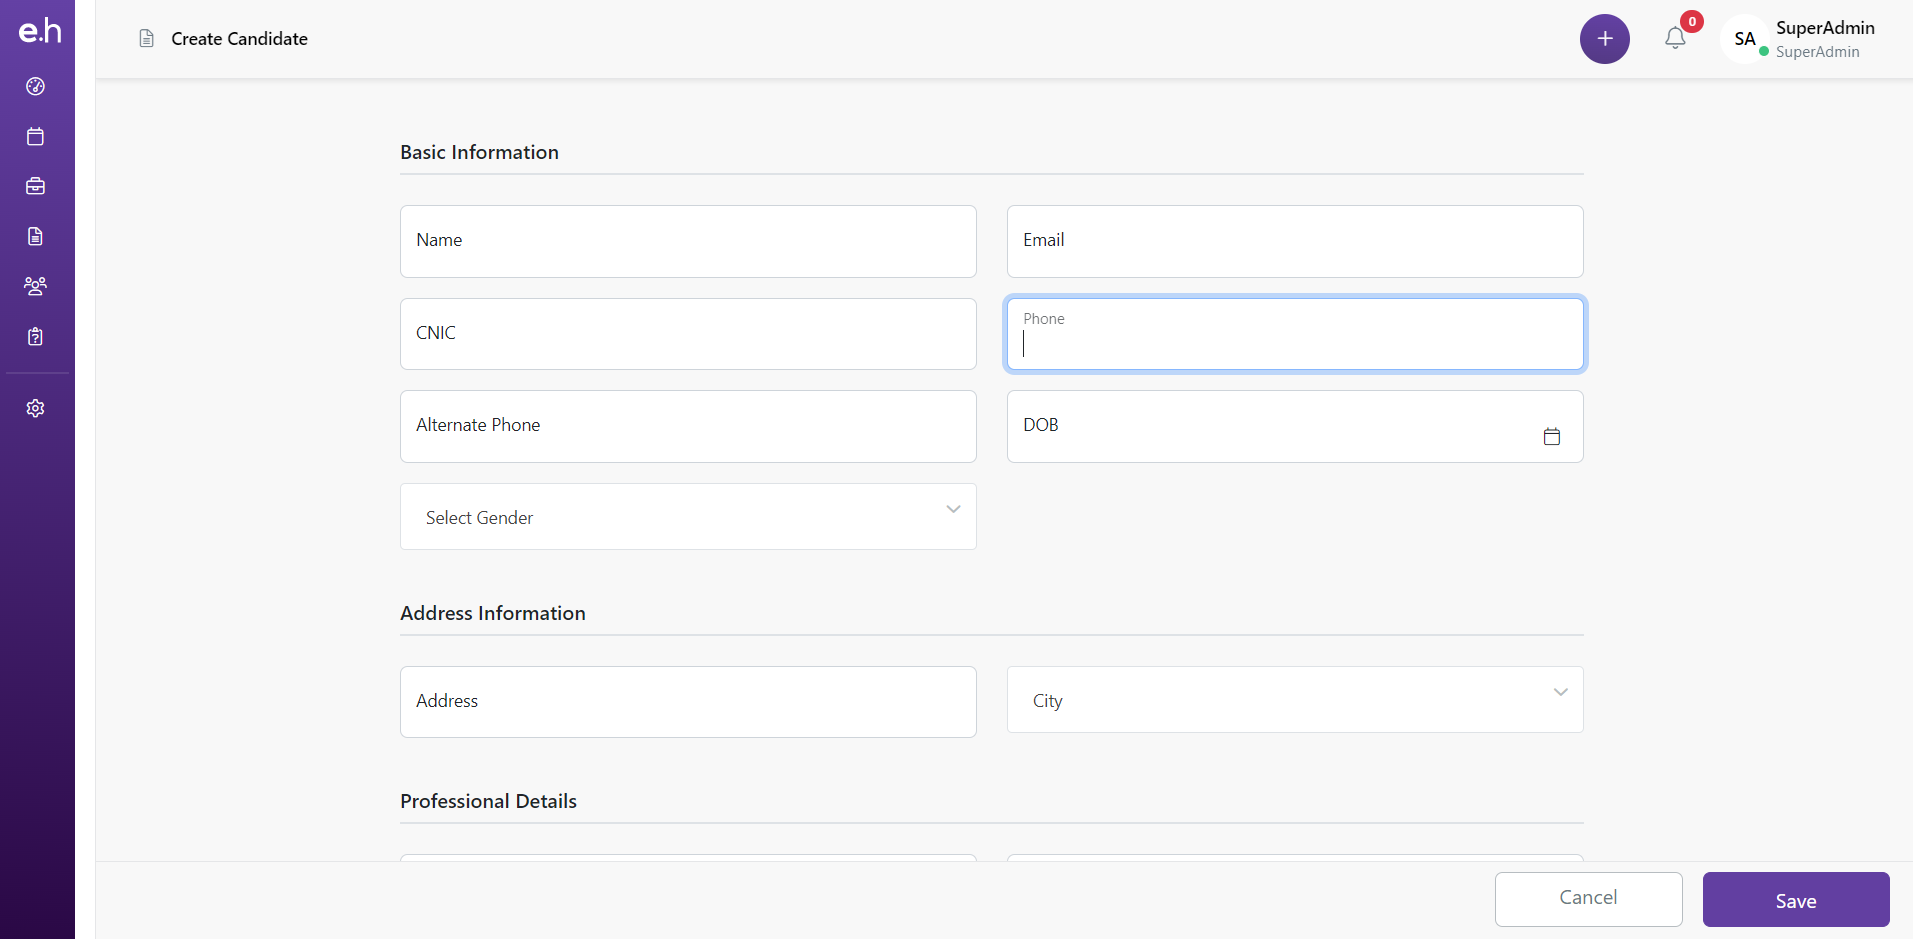 e.h
Create Candidate
+
0
SA
SuperAdmin
SuperAdmin
Basic Information
Name
Email
CNIC
Phone
Alternate Phone
DOB
Select Gender
Address Information
Address
City
Professional Details
Cancel
Save